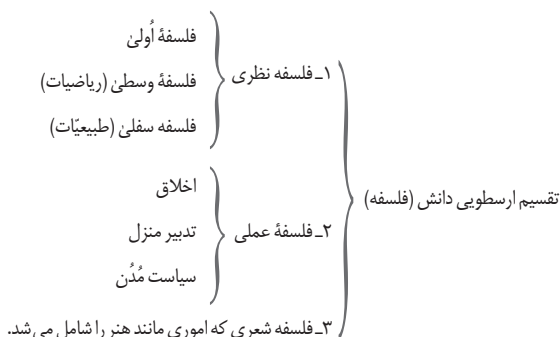 تقسیم ارسطویی دانش (فلسفه)
۱ـ فلسفه نظری
فلسفهٔ اُولیٰ
فلسفهٔ وسطیٰ (ریاضیات)
فلسفه سفلیٰ (طبیعیّات)
۲ـ فلسفهٔ عملی
اخلاق
تدبیر منزل
سیاست مُدُن
۳ـ فلسفه شعری که اموری مانند هنر را شامل می‌شد.